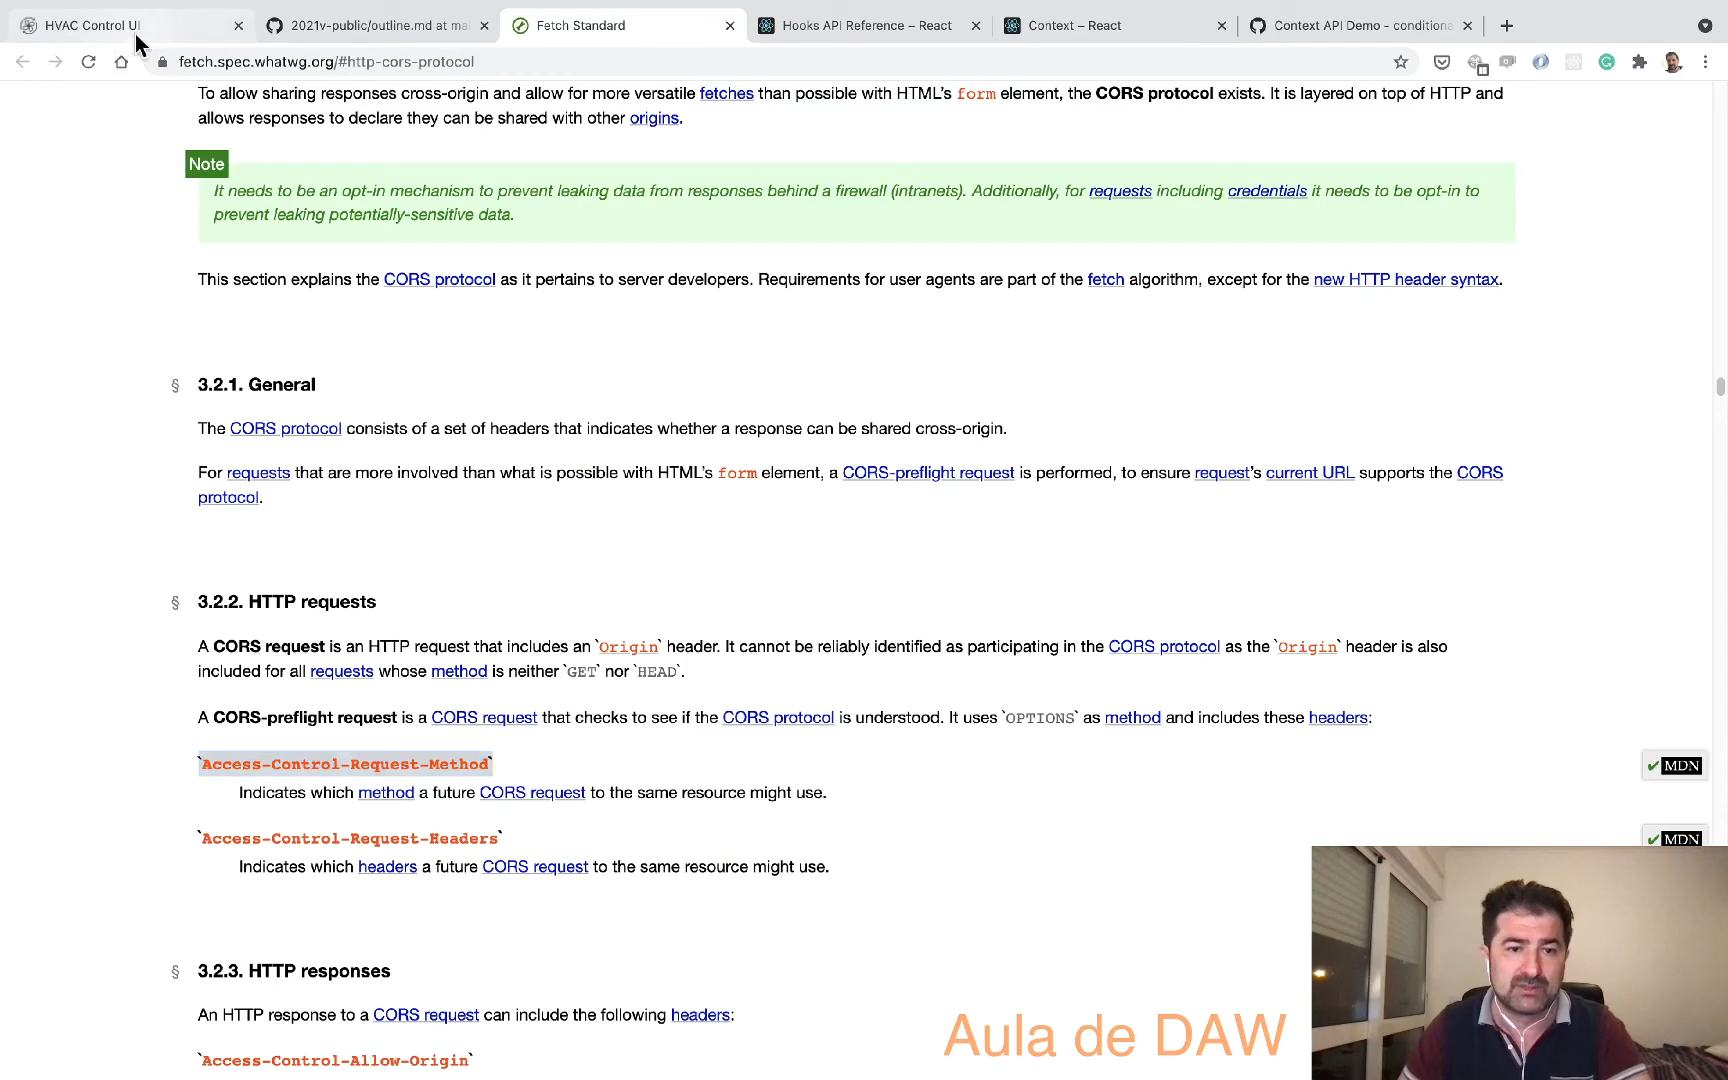 HVAC Control UI
2021v-public/outline.md at mai
Fetch Standard
Hooks API Reference – React
Context – React
Context API Demo - conditiona
fetch.spec.whatwg.org/#http-cors-protocol
To allow sharing responses cross-origin and allow for more versatile fetches than possible with HTML's form element, the CORS protocol exists. It is layered on top of HTTP and
allows responses to declare they can be shared with other origins.
Note
It needs to be an opt-in mechanism to prevent leaking data from responses behind a firewall (intranets). Additionally, for requests including credentials it needs to be opt-in to
prevent leaking potentially-sensitive data.
This section explains the CORS protocol as it pertains to server developers. Requirements for user agents are part of the fetch algorithm, except for the new HTTP header syntax.
§ 3.2.1. General
The CORS protocol consists of a set of headers that indicates whether a response can be shared cross-origin.
For requests that are more involved than what is possible with HTML's form element, a CORS-preflight request is performed, to ensure request's current URL supports the CORS
protocol.
§ 3.2.2. HTTP requests
A CORS request is an HTTP request that includes an `Origin` header. It cannot be reliably identified as participating in the CORS protocol as the `Origin` header is also
included for all requests whose method is neither `GET` nor `HEAD`.
A CORS-preflight request is a CORS request that checks to see if the CORS protocol is understood. It uses `OPTIONS` as method and includes these headers:
`Access-Control-Request-Method`
✔ MDN
Indicates which method a future CORS request to the same resource might use.
`Access-Control-Request-Headers`
✔ MDN
Indicates which headers a future CORS request to the same resource might use.
§ 3.2.3. HTTP responses
An HTTP response to a CORS request can include the following headers:
`Access-Control-Allow-Origin`
Aula de DAW